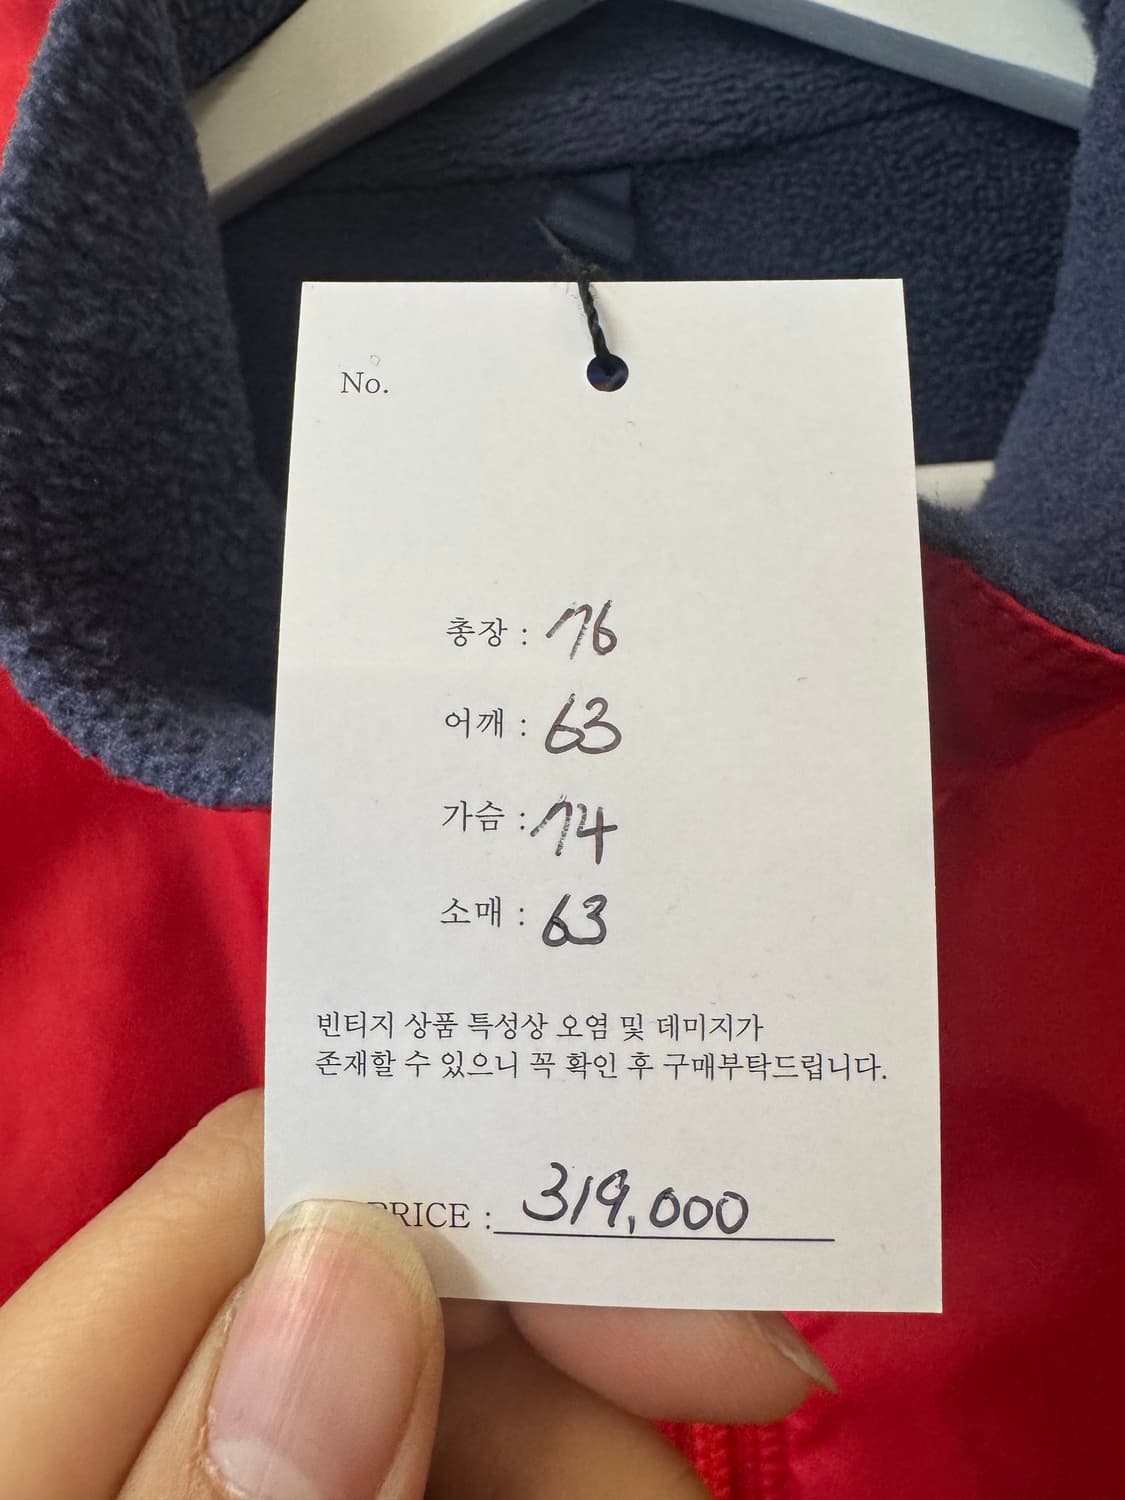 No.
총장 : 76
어깨 : 63
가슴 : 74
소매 : 63
빈티지 상품 특성상 오염 및 데미지가
존재할 수 있으니 꼭 확인 후 구매부탁드립니다.
PRICE : 319,000